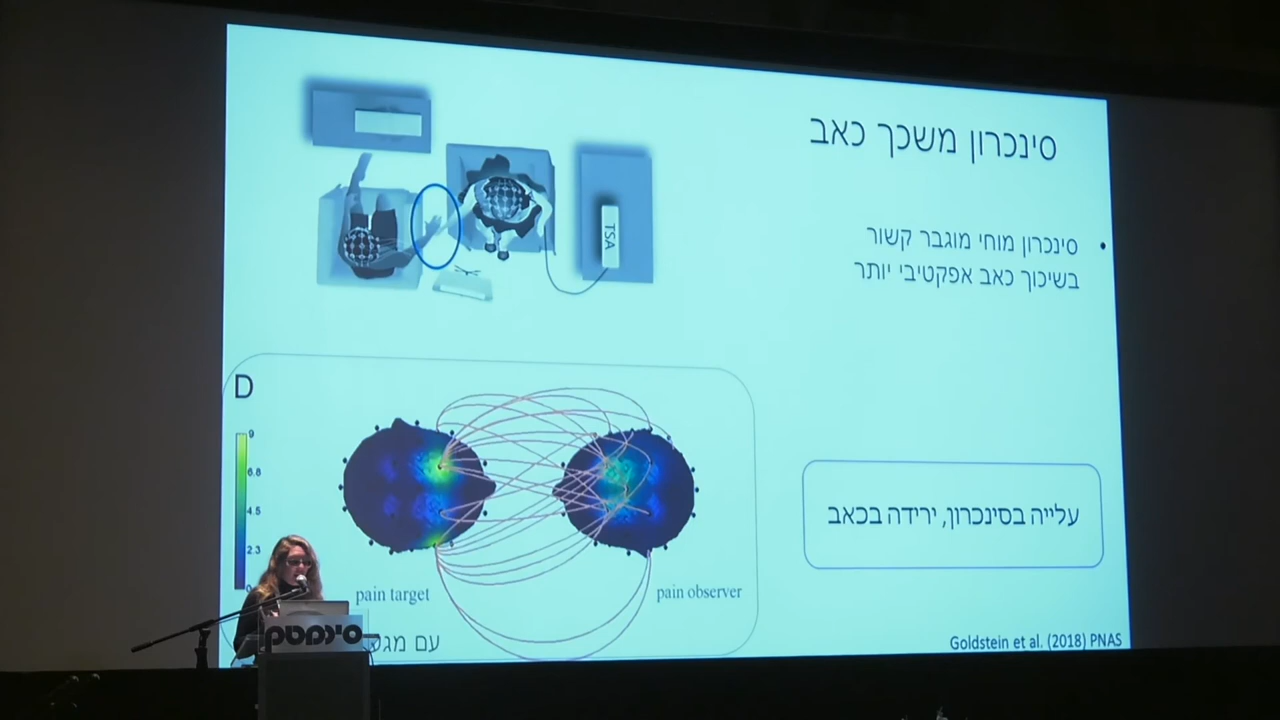 סינכרון משכך כאב
• סינכרון מוחי מוגבר קשור
בשיכוך כאב אפקטיבי יותר
TSA
D
9
6.8
4.5
2.3
0
pain target
pain observer
עלייה בסינכרון, ירידה בכאב
עם מגע
Goldstein et al. (2018) PNAS
סינמטק